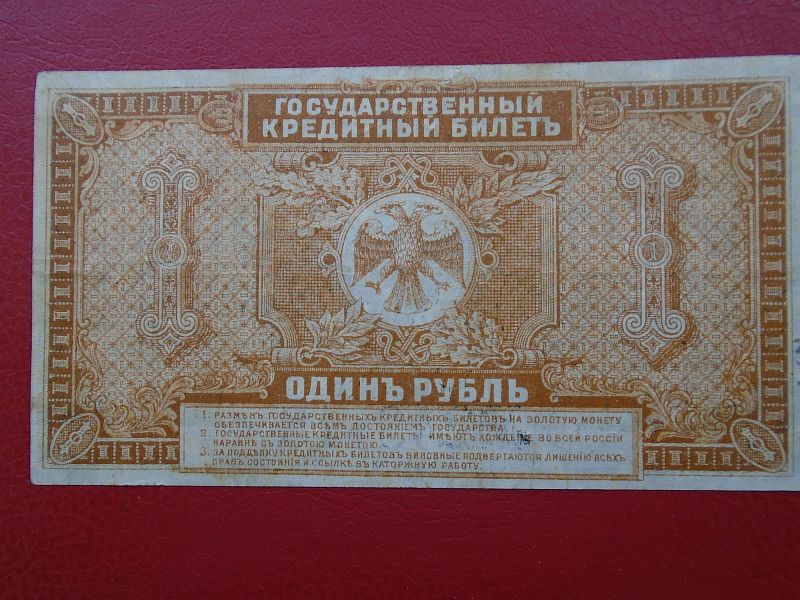 ГОСУДАРСТВЕННЫЙ
КРЕДИТНЫЙ БИЛЕТЪ
1
1
ОДИНЪ РУБЛЬ
1. РАЗМѢНЪ ГОСУДАРСТВЕННЫХЪ КРЕДИТНЫХЪ БИЛЕТОВЪ НА ЗОЛОТУЮ МОНЕТУ
ОБЕЗПЕЧИВАЕТСЯ ВСѢМЪ ДОСТОЯНІЕМЪ ГОСУДАРСТВА.
2. ГОСУДАРСТВЕННЫЕ КРЕДИТНЫЕ БИЛЕТЫ ИМѢЮТЪ ХОЖДЕНІЕ ВО ВСЕЙ РОССІИ
НАРАВНѢ СЪ ЗОЛОТОЮ МОНЕТОЮ.
3. ЗА ПОДДѢЛКУ КРЕДИТНЫХЪ БИЛЕТОВЪ ВИНОВНЫЕ ПОДВЕРГАЮТСЯ ЛИШЕНІЮ ВСѢХЪ
ПРАВЪ СОСТОЯНІЯ И ССЫЛКѢ ВЪ КАТОРЖНУЮ РАБОТУ.